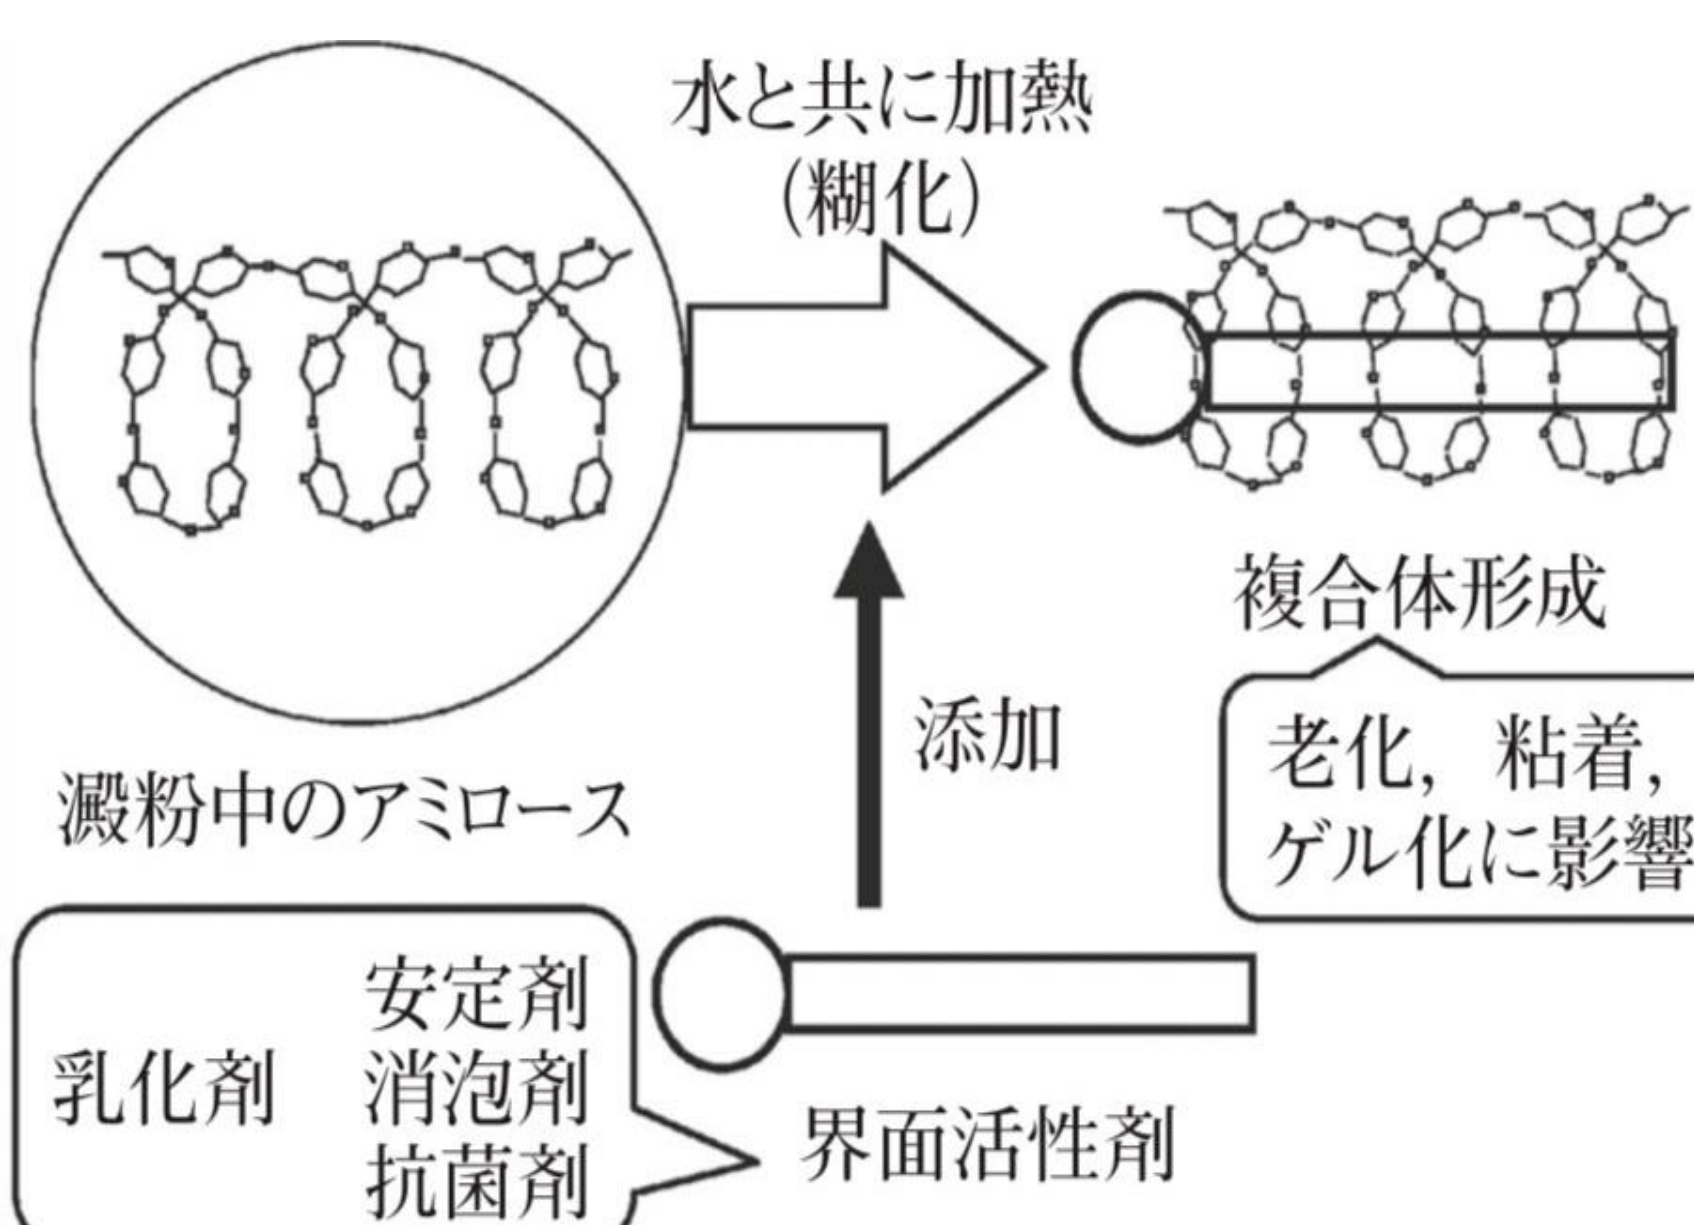 水と共に加熱
(糊化)
澱粉中のアミロース
添加
複合体形成
老化，粘着，
ゲル化に影響
安定剤
乳化剤　消泡剤
抗菌剤
界面活性剤